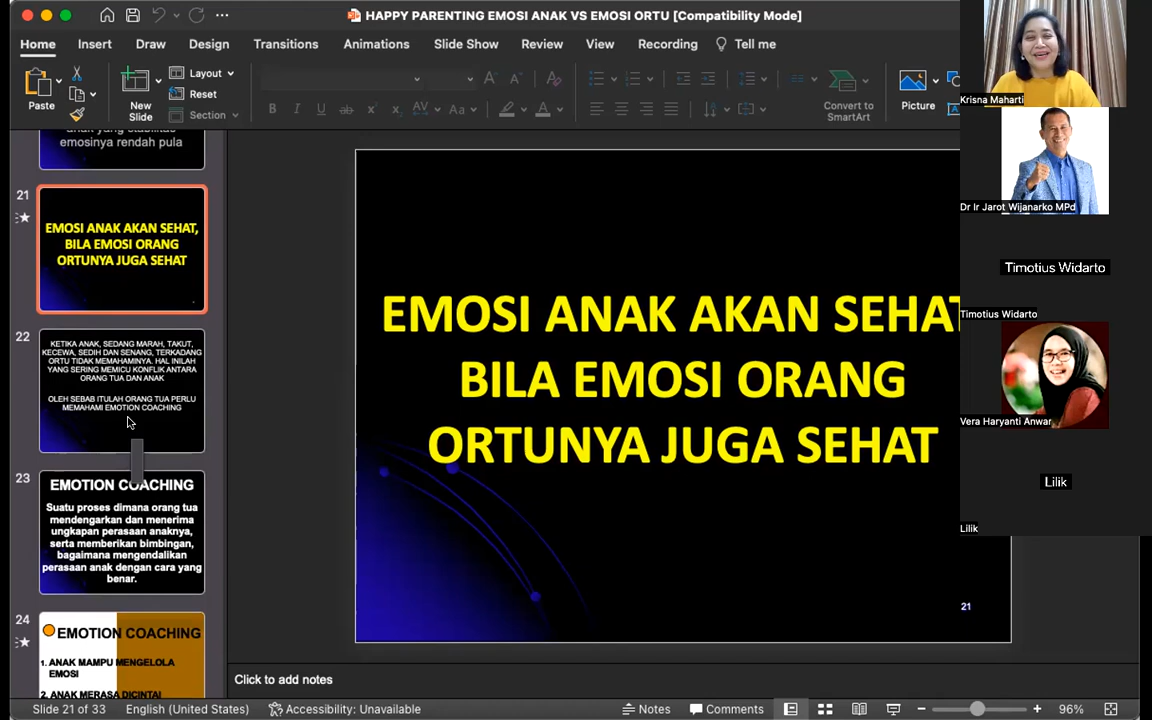 HAPPY PARENTING EMOSI ANAK VS EMOSI ORTU [Compatibility Mode]
Home Insert Draw Design Transitions Animations Slide Show Review View Recording Tell me
Paste
New
Slide
Layout
Reset
Section
Convert to
SmartArt
Picture
anak yang stabilitas
emosinya rendah pula
21
EMOSI ANAK AKAN SEHAT,
BILA EMOSI ORANG
ORTUNYA JUGA SEHAT
22
KETIKA ANAK, SEDANG MARAH, TAKUT,
KECEWA, SEDIH DAN SENANG, TERKADANG
ORTU TIDAK MEMAHAMINYA. HAL INILAH
YANG SERING MEMICU KONFLIK ANTARA
ORANG TUA DAN ANAK
OLEH SEBAB ITULAH ORANG TUA PERLU
MEMAHAMI EMOTION COACHING
23
EMOTION COACHING
Suatu proses dimana orang tua
mendengarkan dan menerima
ungkapan perasaan anaknya,
serta memberikan bimbingan,
bagaimana mengendalikan
perasaan anak dengan cara yang
benar.
24
EMOTION COACHING
1. ANAK MAMPU MENGELOLA
EMOSI
2. ANAK MERASA DICINTAI
EMOSI ANAK AKAN SEHAT
BILA EMOSI ORANG
ORTUNYA JUGA SEHAT
21
Click to add notes
Slide 21 of 33 English (United States) Accessibility: Unavailable Notes Comments 96%
Krisna Maharti
Dr Ir Jarot Wijanarko MPd
Timotius Widarto
Timotius Widarto
Vera Haryanti Anwar
Lilik
Lilik